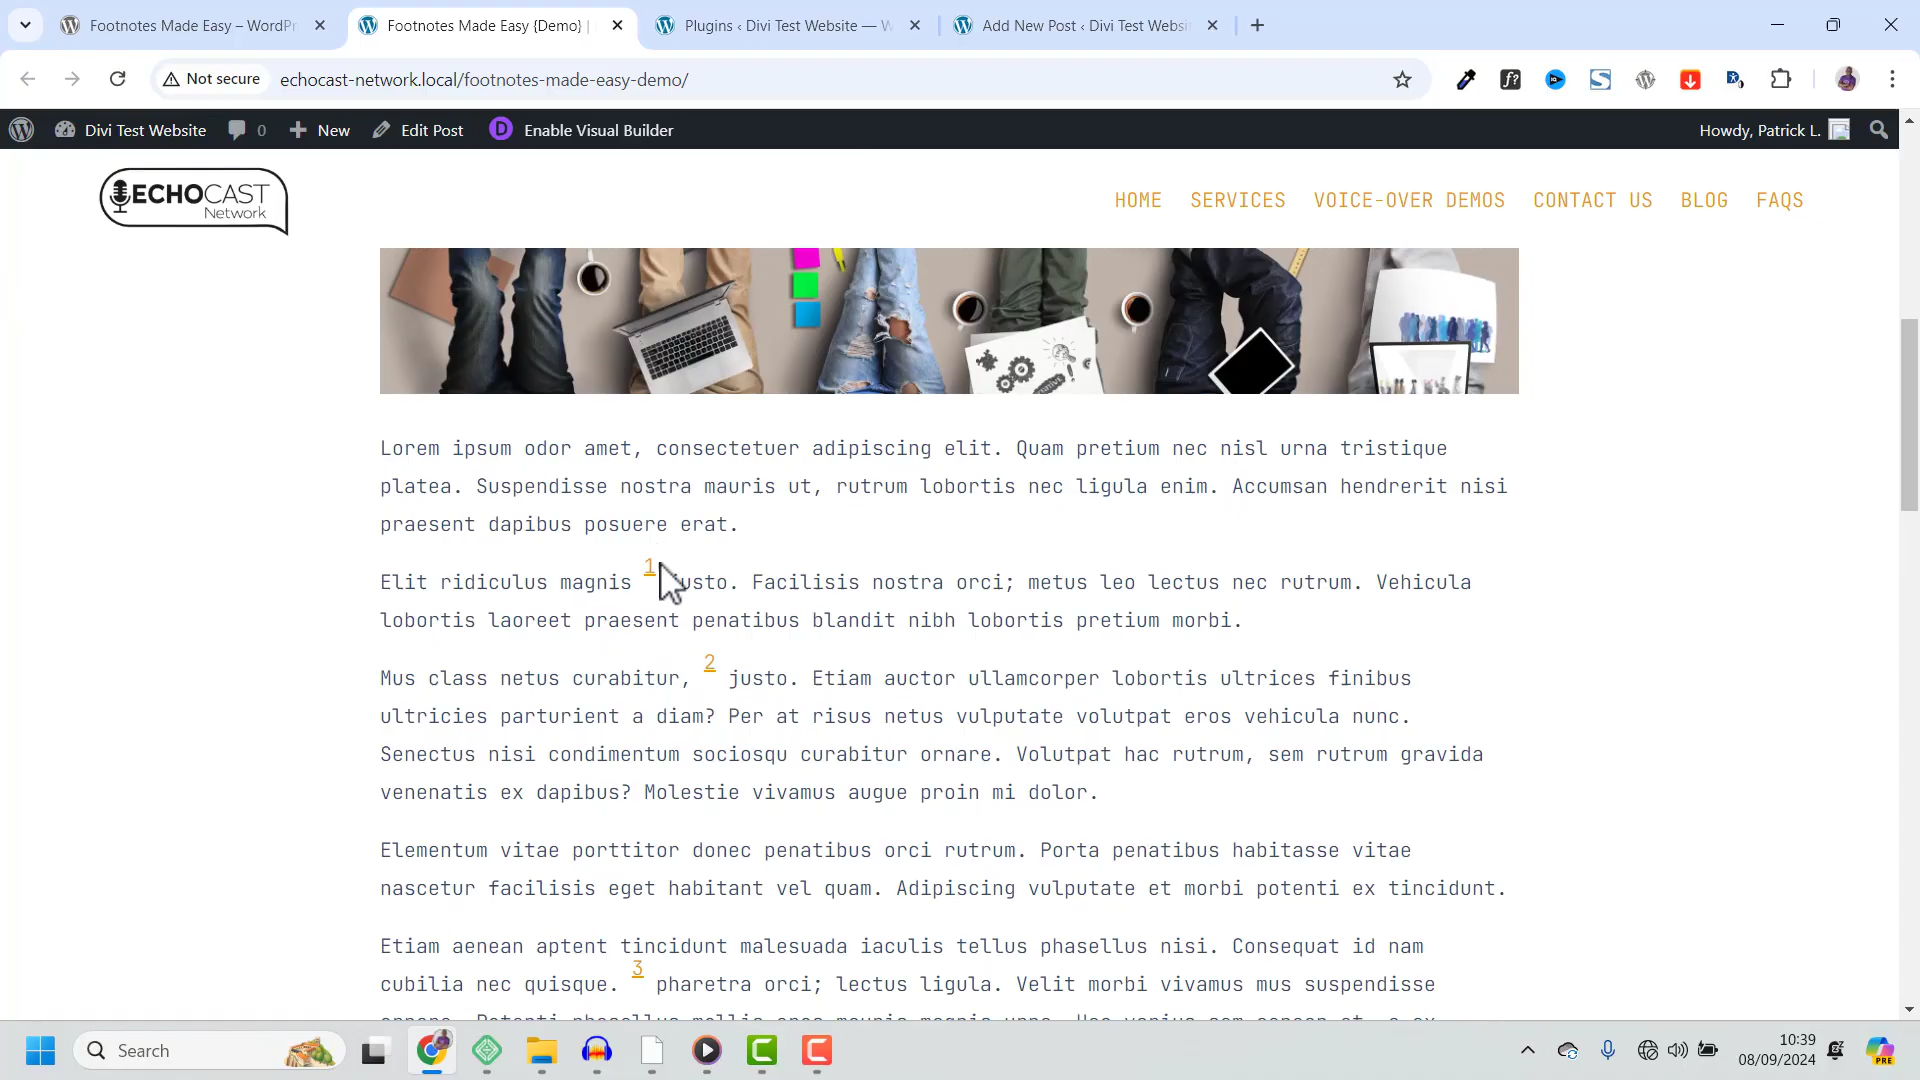 Footnotes Made Easy – WordPr
Footnotes Made Easy {Demo} |
Plugins ‹ Divi Test Website — W
Add New Post ‹ Divi Test Websi
Not secure
echocast-network.local/footnotes-made-easy-demo/
Divi Test Website
0
New
Edit Post
D
Enable Visual Builder
Howdy, Patrick L.
ECHOCAST
Network
HOME
SERVICES
VOICE-OVER DEMOS
CONTACT US
BLOG
FAQS
Lorem ipsum odor amet, consectetuer adipiscing elit. Quam pretium nec nisl urna tristique
platea. Suspendisse nostra mauris ut, rutrum lobortis nec ligula enim. Accumsan hendrerit nisi
praesent dapibus posuere erat.
Elit ridiculus magnis 1 justo. Facilisis nostra orci; metus leo lectus nec rutrum. Vehicula
lobortis laoreet praesent penatibus blandit nibh lobortis pretium morbi.
Mus class netus curabitur, 2 justo. Etiam auctor ullamcorper lobortis ultrices finibus
ultricies parturient a diam? Per at risus netus vulputate volutpat eros vehicula nunc.
Senectus nisi condimentum sociosqu curabitur ornare. Volutpat hac rutrum, sem rutrum gravida
venenatis ex dapibus? Molestie vivamus augue proin mi dolor.
Elementum vitae porttitor donec penatibus orci rutrum. Porta penatibus habitasse vitae
nascetur facilisis eget habitant vel quam. Adipiscing vulputate et morbi potenti ex tincidunt.
Etiam aenean aptent tincidunt malesuada iaculis tellus phasellus nisi. Consequat id nam
cubilia nec quisque. 3 pharetra orci; lectus ligula. Velit morbi vivamus mus suspendisse
Search
10:39
08/09/2024
PRE